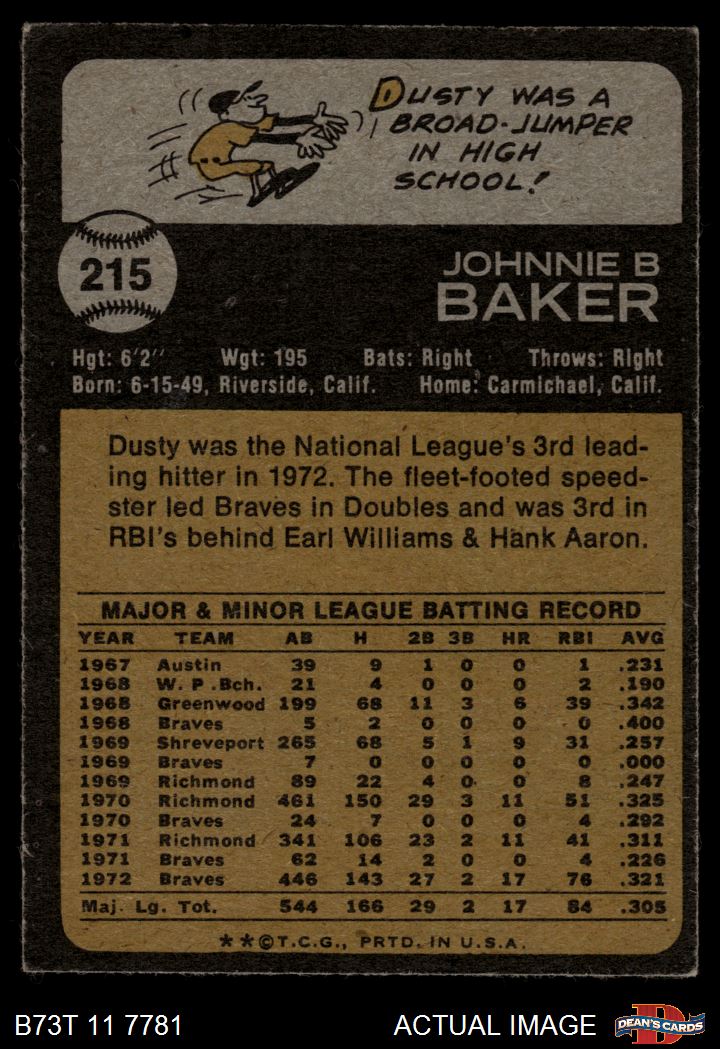 DUSTY WAS A
BROAD-JUMPER
IN HIGH
SCHOOL!
215
JOHNNIE B
BAKER
Hgt: 6'2" Wgt: 195 Bats: Right Throws: Right
Born: 6-15-49, Riverside, Calif. Home: Carmichael, Calif.
Dusty was the National League's 3rd lead-
ing hitter in 1972. The fleet-footed speed-
ster led Braves in Doubles and was 3rd in
RBI's behind Earl Williams & Hank Aaron.
MAJOR & MINOR LEAGUE BATTING RECORD
YEAR TEAM AB H 2B 3B HR RBI AVG
1967 Austin 39 9 1 0 0 1 .231
1968 W. P .Bch. 21 4 0 0 0 2 .190
1968 Greenwood 199 68 11 3 6 39 .342
1968 Braves 5 2 0 0 0 0 .400
1969 Shreveport 265 68 5 1 9 31 .257
1969 Braves 7 0 0 0 0 0 .000
1969 Richmond 89 22 4 0 0 8 .247
1970 Richmond 461 150 29 3 11 51 .325
1970 Braves 24 7 0 0 0 4 .292
1971 Richmond 341 106 23 2 11 41 .311
1971 Braves 62 14 2 0 0 4 .226
1972 Braves 446 143 27 2 17 76 .321
Maj. Lg. Tot. 544 166 29 2 17 84 .305
**©T.C.G., PRTD. IN U.S.A.
B73T 11 7781 ACTUAL IMAGE DEAN'S CARDS